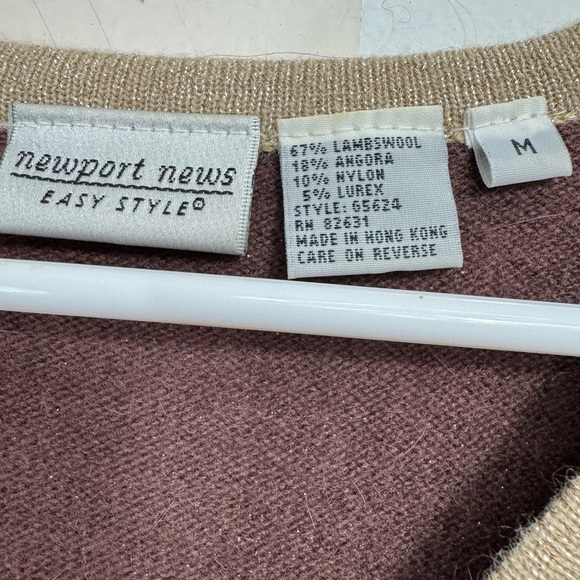 newport news
EASY STYLE®
67% LAMBSWOOL
18% ANGORA
10% NYLON
5% LUREX
STYLE: G5624
RN 82631
MADE IN HONG KONG
CARE ON REVERSE
M